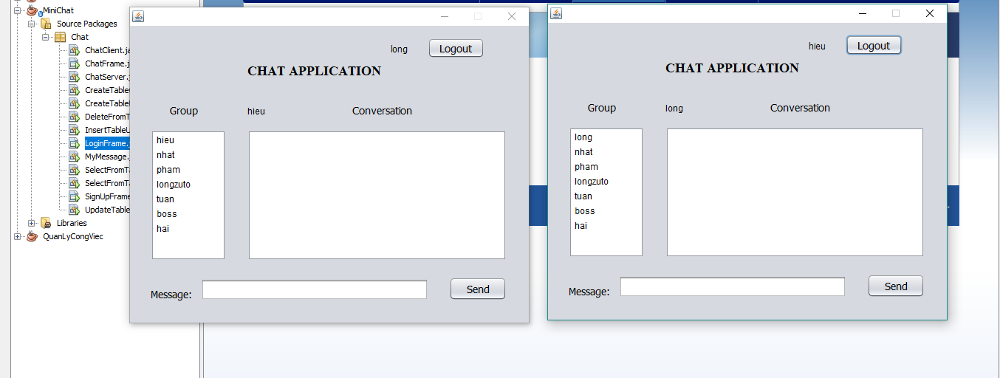 MiniChat
Source Packages
Chat
ChatClient.ja
ChatFrame.j
ChatServer.j
CreateTable
CreateTable
DeleteFromT
InsertTableU
LoginFrame.
MyMessage.
SelectFromTa
SelectFromTa
SignUpFrame
UpdateTable
Libraries
QuanLyCongViec
long
Logout
CHAT APPLICATION
Group
hieu
Conversation
hieu
nhat
pham
longzuto
tuan
boss
hai
Message:
Send
hieu
Logout
CHAT APPLICATION
Group
long
Conversation
long
nhat
pham
longzuto
tuan
boss
hai
Message:
Send